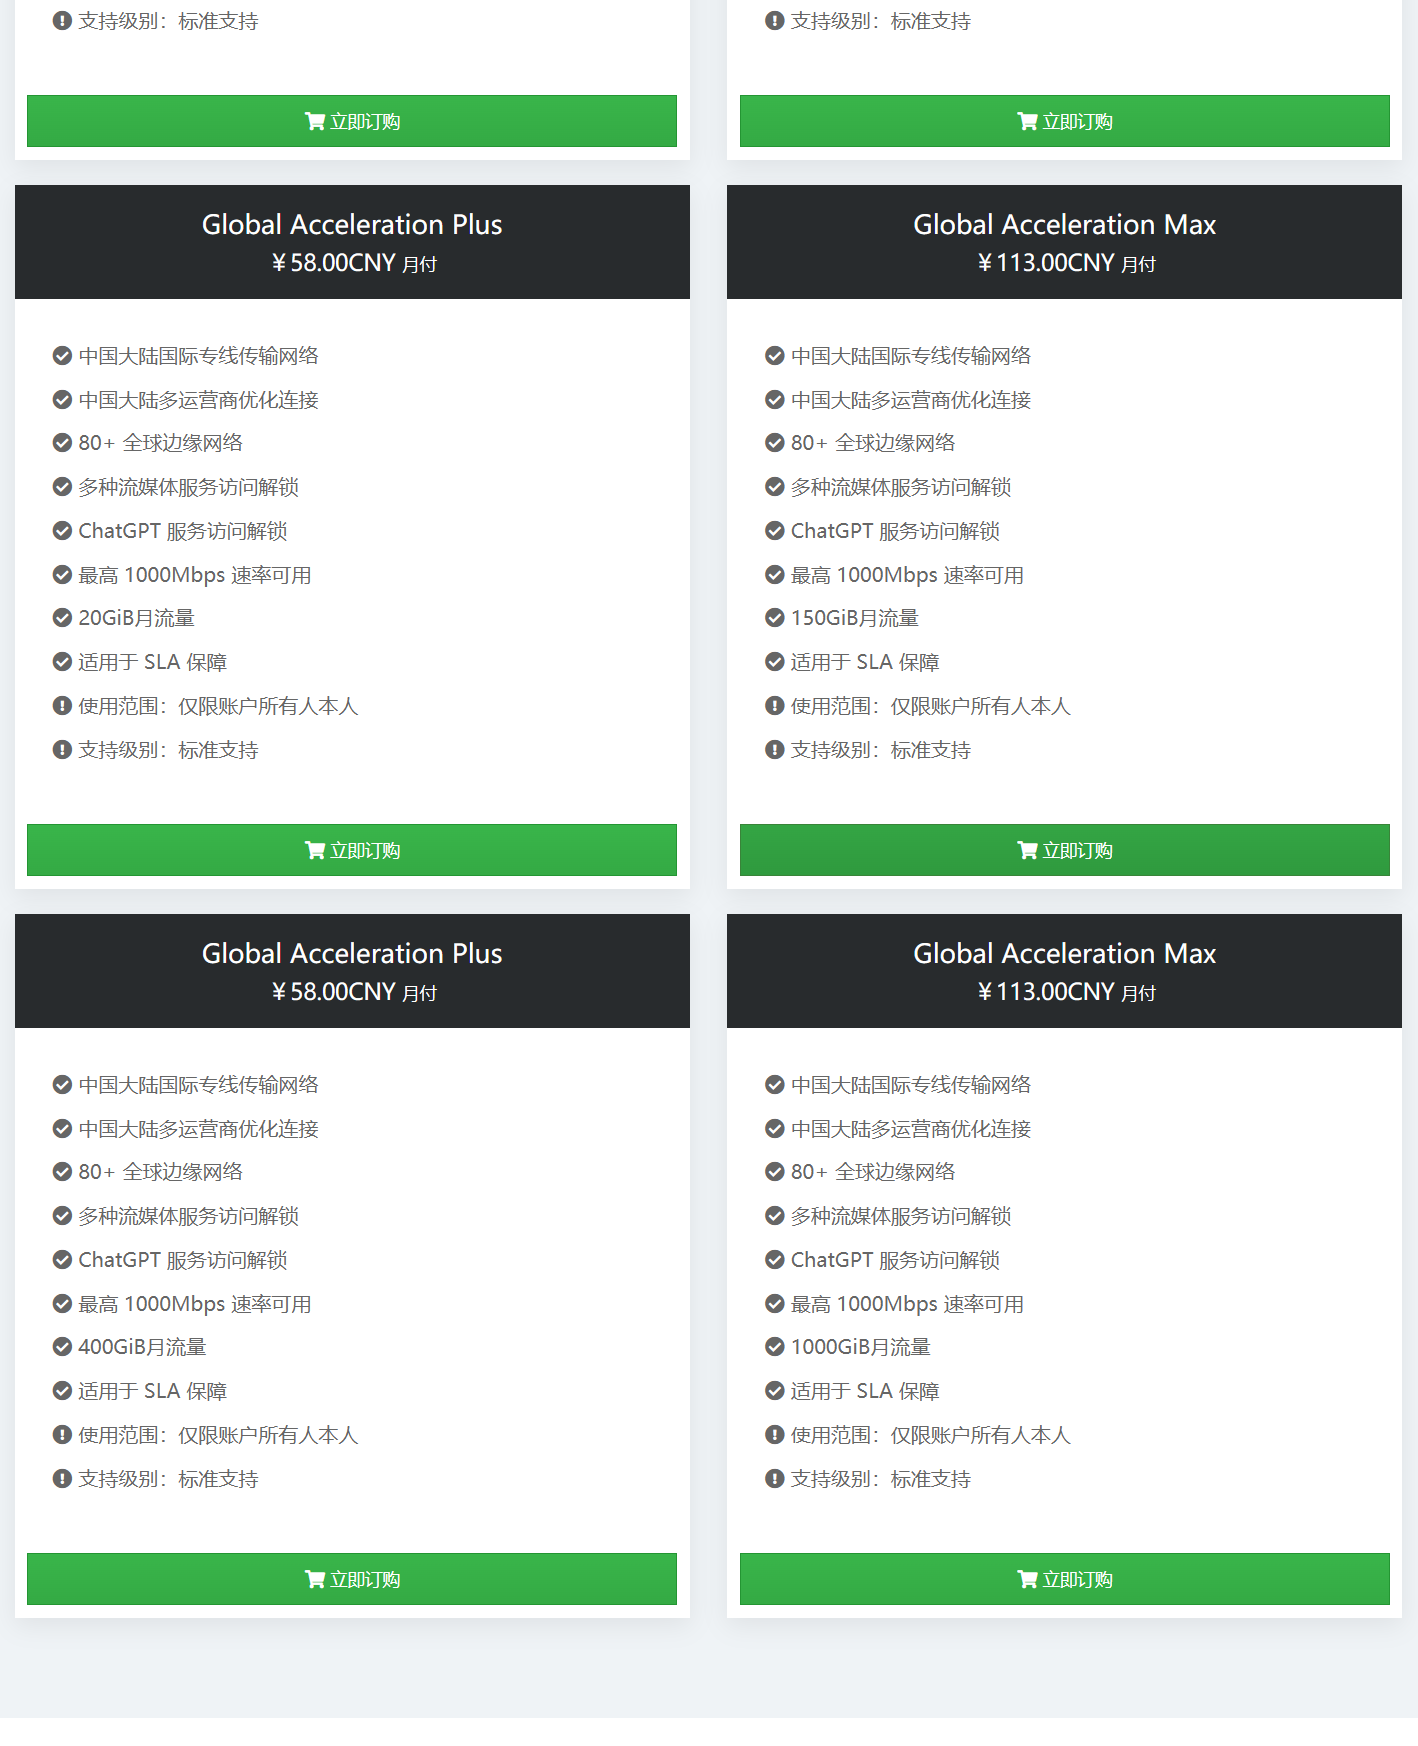 支持级别：标准支持
立即订购
支持级别：标准支持
立即订购
Global Acceleration Plus
￥58.00CNY 月付
中国大陆国际专线传输网络
中国大陆多运营商优化连接
80+ 全球边缘网络
多种流媒体服务访问解锁
ChatGPT 服务访问解锁
最高 1000Mbps 速率可用
20GiB月流量
适用于 SLA 保障
使用范围：仅限账户所有人本人
支持级别：标准支持
立即订购
Global Acceleration Max
￥113.00CNY 月付
中国大陆国际专线传输网络
中国大陆多运营商优化连接
80+ 全球边缘网络
多种流媒体服务访问解锁
ChatGPT 服务访问解锁
最高 1000Mbps 速率可用
150GiB月流量
适用于 SLA 保障
使用范围：仅限账户所有人本人
支持级别：标准支持
立即订购
Global Acceleration Plus
￥58.00CNY 月付
中国大陆国际专线传输网络
中国大陆多运营商优化连接
80+ 全球边缘网络
多种流媒体服务访问解锁
ChatGPT 服务访问解锁
最高 1000Mbps 速率可用
400GiB月流量
适用于 SLA 保障
使用范围：仅限账户所有人本人
支持级别：标准支持
立即订购
Global Acceleration Max
￥113.00CNY 月付
中国大陆国际专线传输网络
中国大陆多运营商优化连接
80+ 全球边缘网络
多种流媒体服务访问解锁
ChatGPT 服务访问解锁
最高 1000Mbps 速率可用
1000GiB月流量
适用于 SLA 保障
使用范围：仅限账户所有人本人
支持级别：标准支持
立即订购